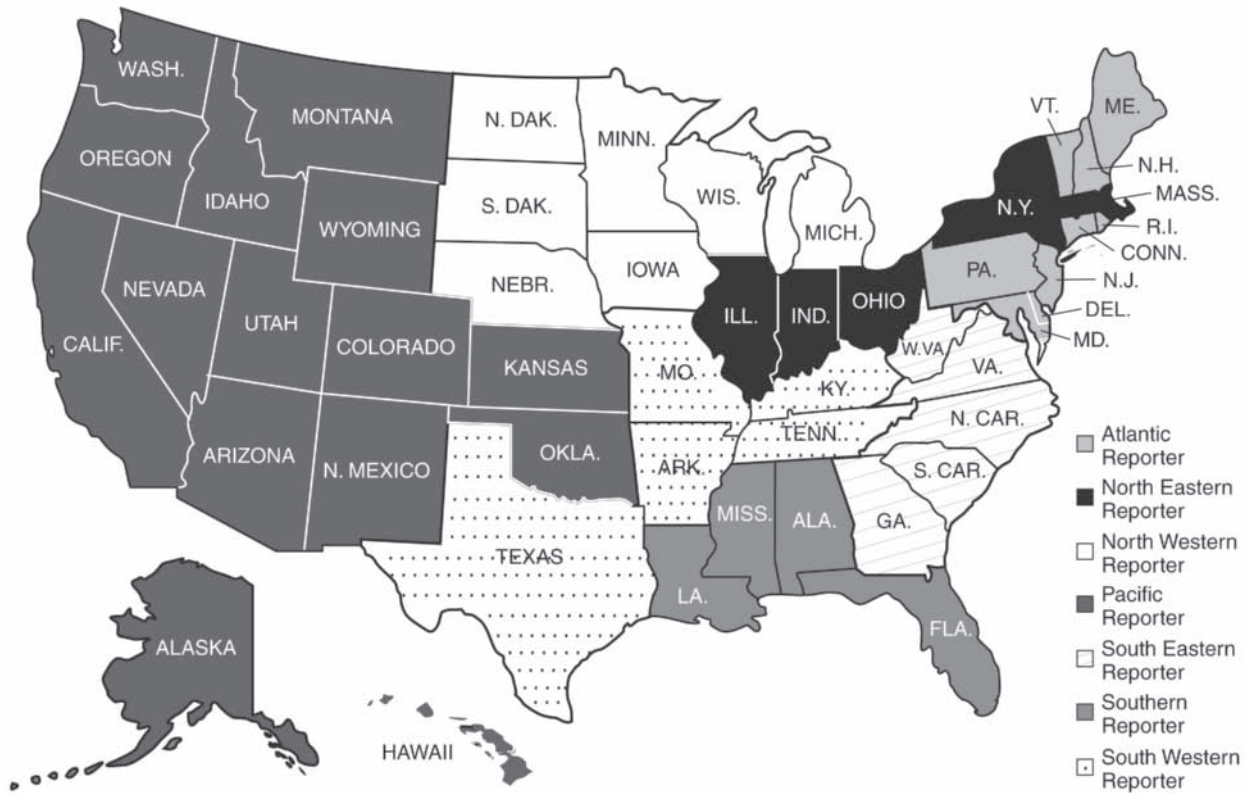 WASH.
MONTANA
N. DAK.
MINN.
VT.
ME.
OREGON
IDAHO
S. DAK.
WIS.
MICH.
N.Y.
N.H.
MASS.
WYOMING
R.I.
CONN.
NEVADA
NEBR.
IOWA
PA.
N.J.
CALIF.
UTAH
COLORADO
ILL.
IND.
OHIO
DEL.
MD.
KANSAS
MO.
KY.
W.VA
VA.
ARIZONA
N. MEXICO
OKLA.
ARK.
TENN.
N. CAR.
S. CAR.
MISS.
ALA.
GA.
TEXAS
LA.
FLA.
ALASKA
HAWAII
Atlantic
Reporter
North Eastern
Reporter
North Western
Reporter
Pacific
Reporter
South Eastern
Reporter
Southern
Reporter
South Western
Reporter